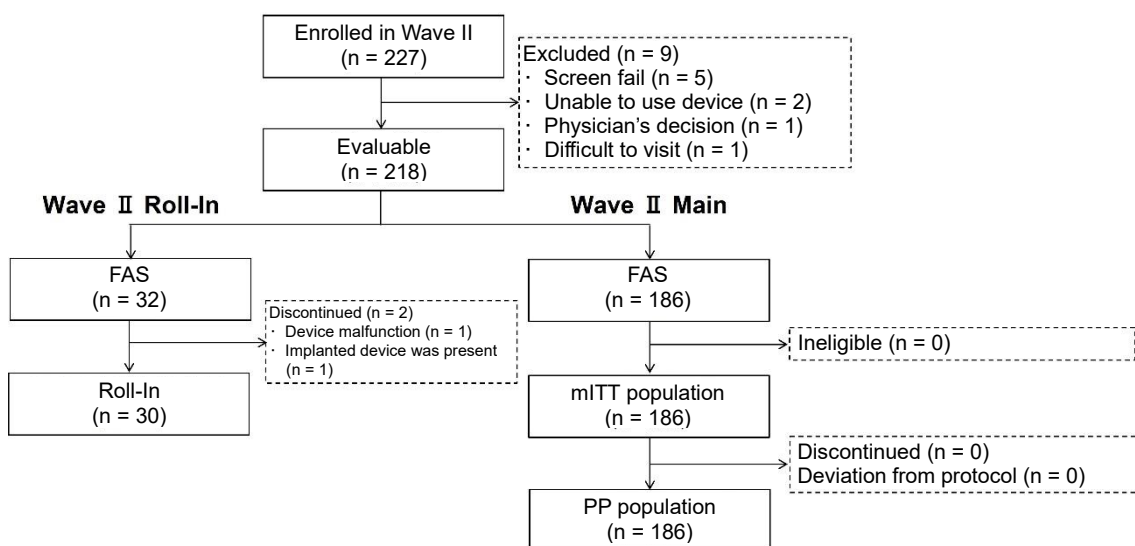 Enrolled in Wave II
(n = 227)
Excluded (n = 9)
· Screen fail (n = 5)
· Unable to use device (n = 2)
· Physician's decision (n = 1)
· Difficult to visit (n = 1)
Evaluable
(n = 218)
Wave Ⅱ Roll-In
Wave Ⅱ Main
FAS
(n = 32)
Discontinued (n = 2)
· Device malfunction (n = 1)
· Implanted device was present
(n = 1)
Roll-In
(n = 30)
FAS
(n = 186)
Ineligible (n = 0)
mITT population
(n = 186)
Discontinued (n = 0)
Deviation from protocol (n = 0)
PP population
(n = 186)